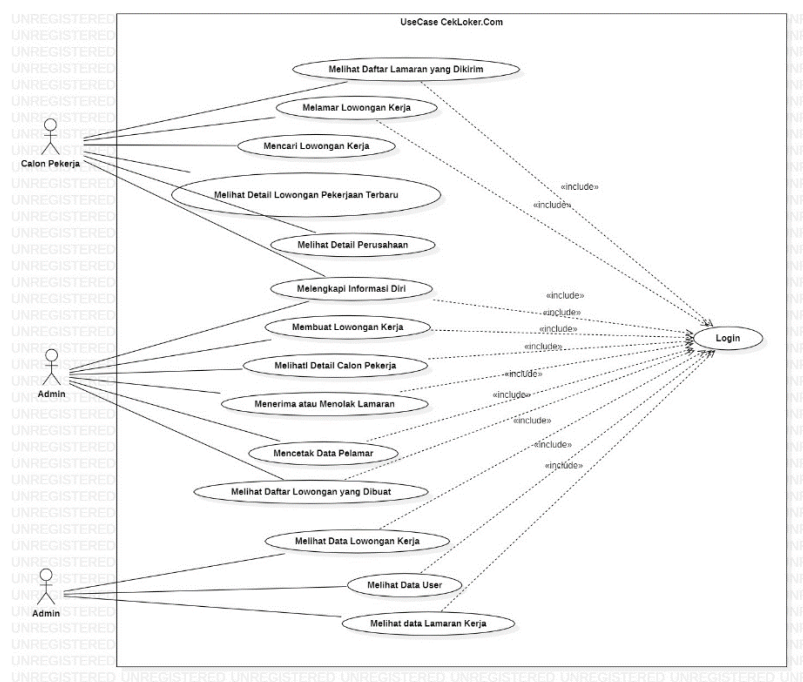 UseCase CekLoker.Com
Melihat Daftar Lamaran yang Dikirim
Melamar Lowongan Kerja
Mencari Lowongan Kerja
Calon Pekerja
«include»
Melihat Detail Lowongan Pekerjaan Terbaru
«include»
Melihat Detail Perusahaan
Melengkapi Informasi Diri
«include»
«include»
Membuat Lowongan Kerja
«include»
Login
«include»
Melihatl Detail Calon Pekerja
«include»
Admin
«include»
Menerima atau Menolak Lamaran
«include»
«include»
Mencetak Data Pelamar
«include»
Melihat Daftar Lowongan yang Dibuat
Melihat Data Lowongan Kerja
Melihat Data User
Admin
Melihat data Lamaran Kerja
UNREGISTERED UNREGISTERED UNREGISTERED UNREGISTERED UNREGISTERED UNREGISTERED UNREGISTERED